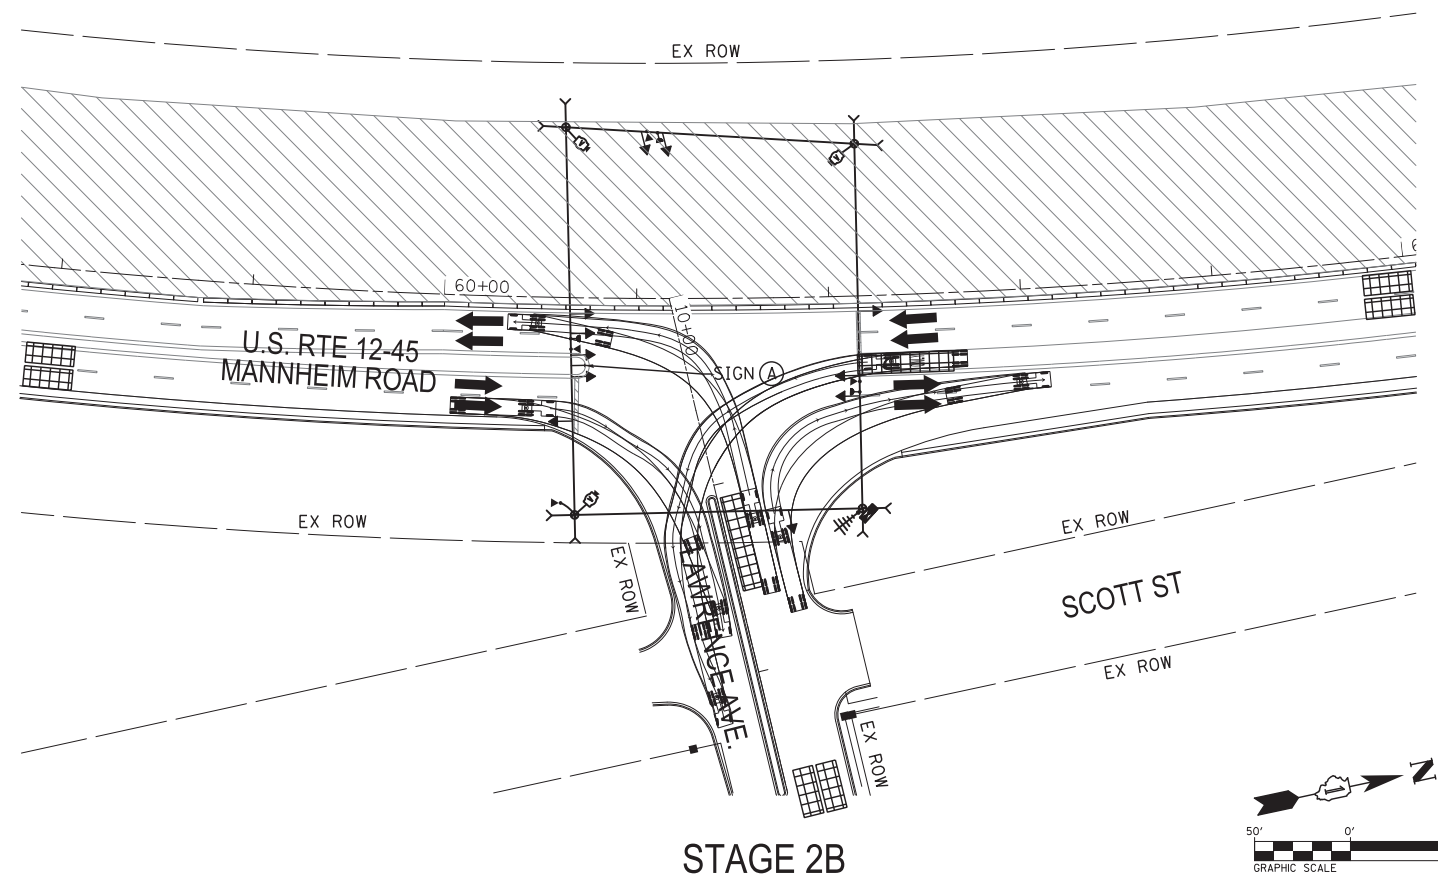 EX ROW
60+00
10+00
U.S. RTE 12-45
MANNHEIM ROAD
SIGN A
EX ROW
EX ROW
EX ROW
SCOTT ST
LAWRENCE AVE.
EX ROW
EX ROW
N
50' 0'
GRAPHIC SCALE
STAGE 2B